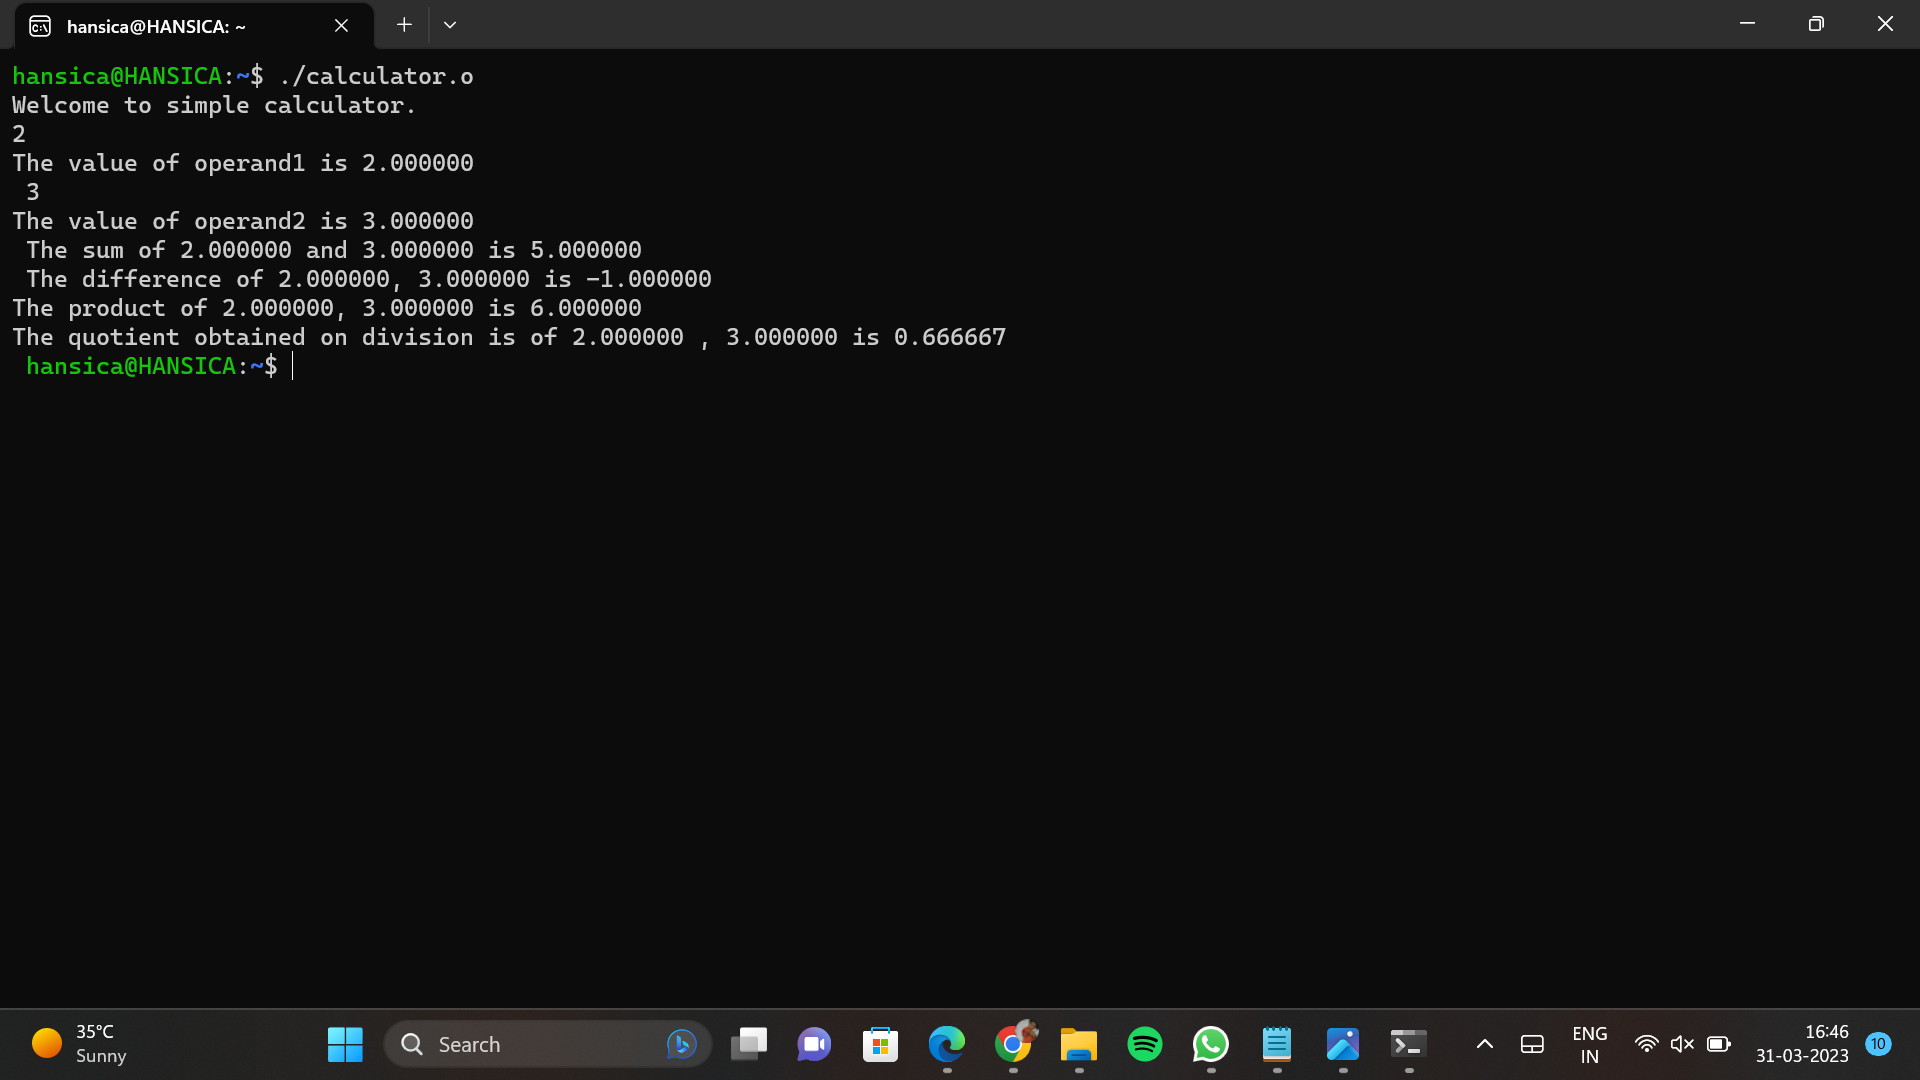 hansica@HANSICA: ~
hansica@HANSICA:~$ ./calculator.o
Welcome to simple calculator.
2
The value of operand1 is 2.000000
 3
The value of operand2 is 3.000000
 The sum of 2.000000 and 3.000000 is 5.000000
 The difference of 2.000000, 3.000000 is -1.000000
The product of 2.000000, 3.000000 is 6.000000
The quotient obtained on division is of 2.000000 , 3.000000 is 0.666667
 hansica@HANSICA:~$
35°C
Sunny
Search
ENG
IN
16:46
31-03-2023
10